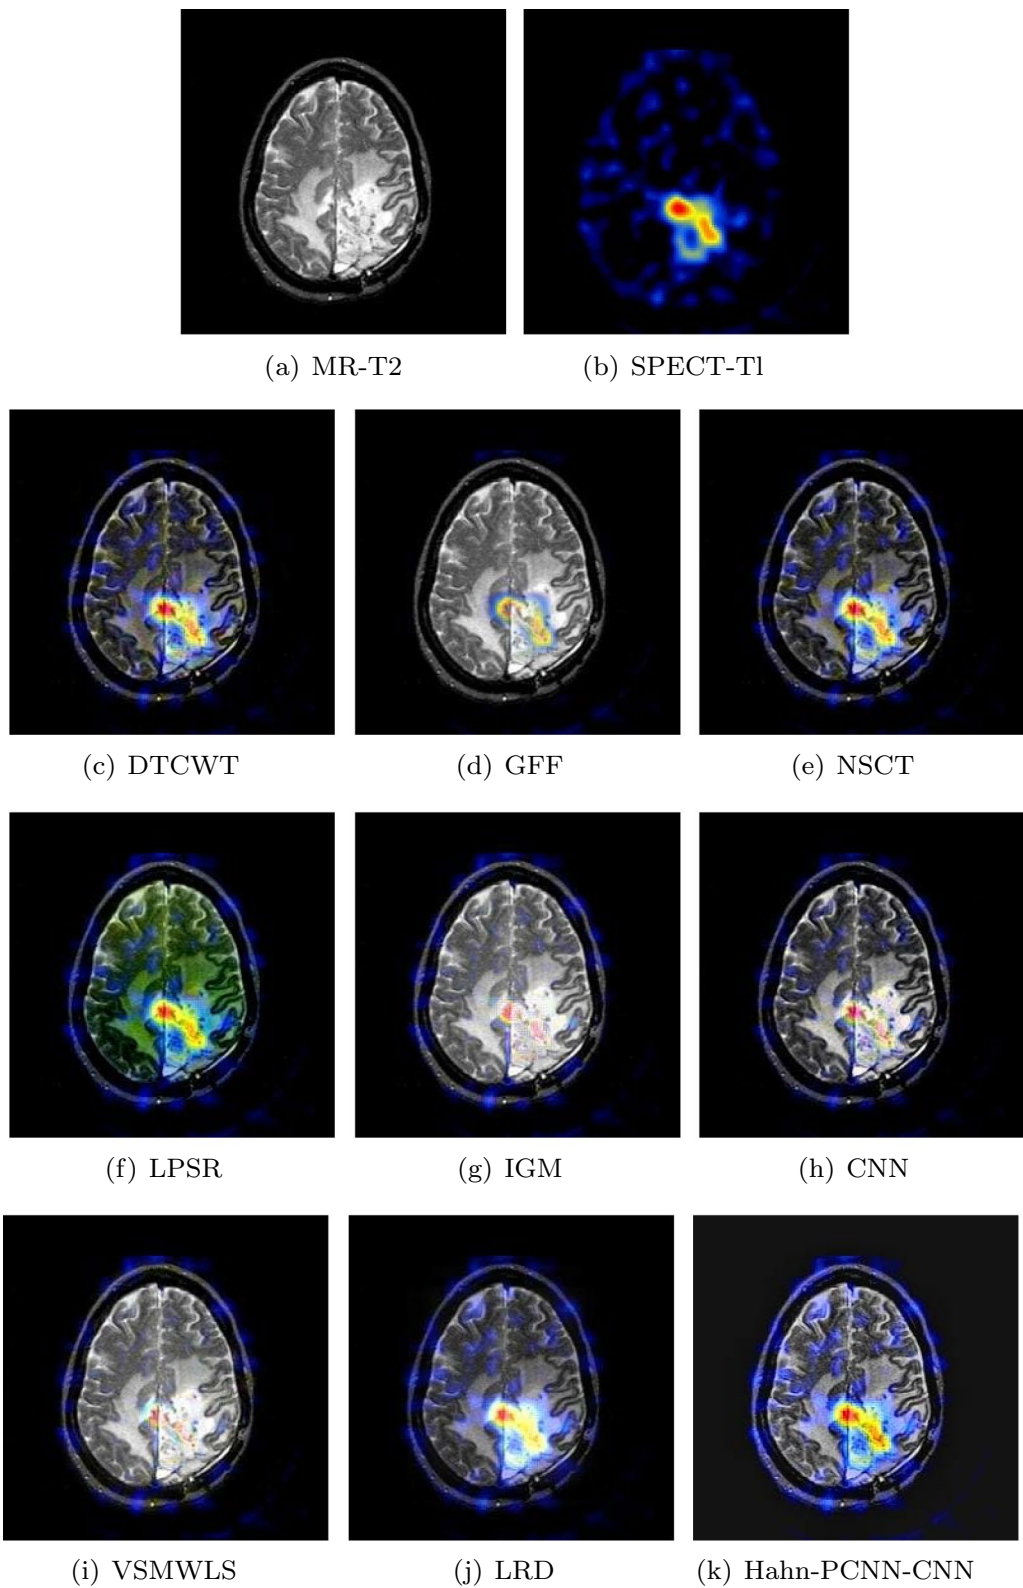 (a) MR-T2 (b) SPECT-Tl
(c) DTCWT (d) GFF (e) NSCT
(f) LPSR (g) IGM (h) CNN
(i) VSMWLS (j) LRD (k) Hahn-PCNN-CNN